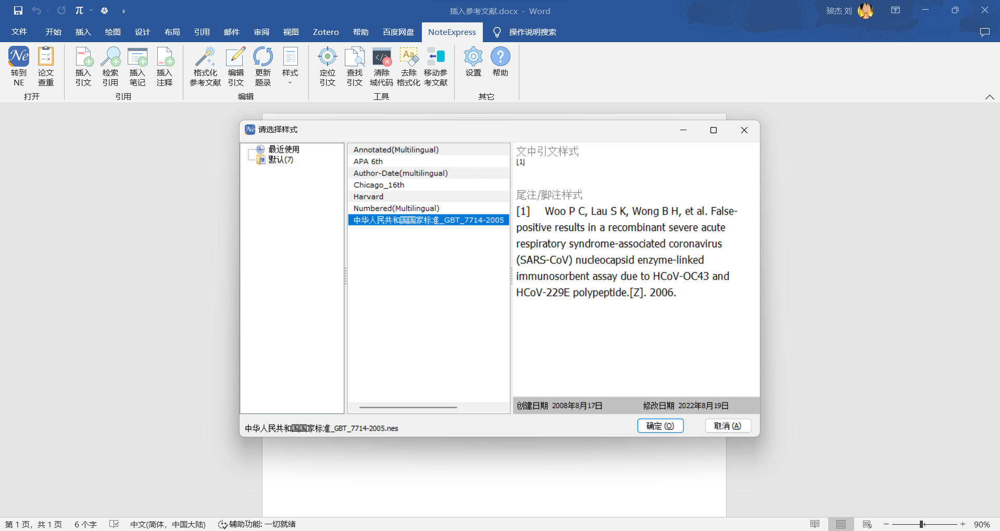 插入参考文献.docx - Word
骏杰 刘
文件 开始 插入 绘图 设计 布局 引用 邮件 审阅 视图 Zotero 帮助 百度网盘 NoteExpress 操作说明搜索
转到 NE
论文 查重
插入 引文
检索 引用
插入 笔记
插入 注释
格式化 参考文献
编辑 引文
更新 题录
样式
定位 引文
查找 引文
清除 域代码
去除 格式化
移动参 考文献
设置
帮助
打开 引用 编辑 工具 其它
请选择样式
最近使用
默认(7)
Annotated(Multilingual)
APA 6th
Author-Date(multilingual)
Chicago_16th
Harvard
Numbered(Multilingual)
中华人民共和国国家标准_GBT_7714-2005
文中引文样式
[1]
尾注/脚注样式
[1] Woo P C, Lau S K, Wong B H, et al. False-
positive results in a recombinant severe acute
respiratory syndrome-associated coronavirus
(SARS-CoV) nucleocapsid enzyme-linked
immunosorbent assay due to HCoV-OC43 and
HCoV-229E polypeptide.[Z]. 2006.
创建日期 2008年8月17日 修改日期 2022年8月19日
中华人民共和国国家标准_GBT_7714-2005.nes
确定 (O) 取消 (A)
第 1 页，共 1 页 6 个字 中文(简体，中国大陆) 辅助功能: 一切就绪 90%